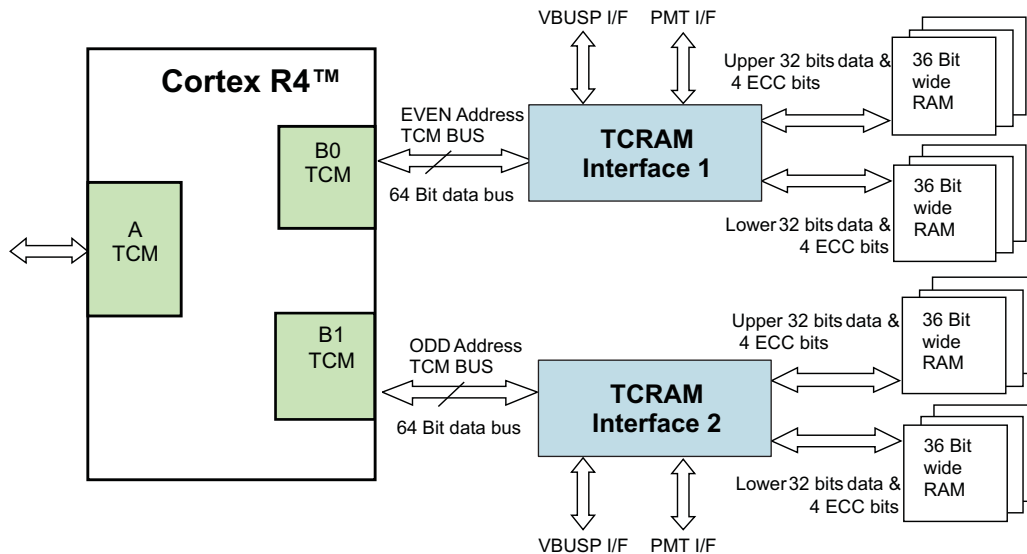 VBUSP I/F
PMT I/F
Cortex R4™
B0
TCM
A
TCM
B1
TCM
EVEN Address
TCM BUS
64 Bit data bus
TCRAM
Interface 1
Upper 32 bits data &
4 ECC bits
36 Bit
wide
RAM
Lower 32 bits data &
4 ECC bits
36 Bit
wide
RAM
ODD Address
TCM BUS
64 Bit data bus
TCRAM
Interface 2
Upper 32 bits data &
4 ECC bits
36 Bit
wide
RAM
Lower 32 bits data &
4 ECC bits
36 Bit
wide
RAM
VBUSP I/F
PMT I/F